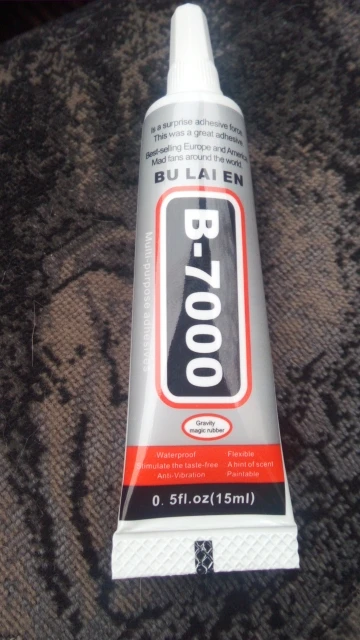 is a surprise adhesive force
This was a great adhesive
Best-selling Europe and America
Mad fans around the world
BU LAI EN
B-7000
Multi-purpose adhesives
Gravity
magic rubber
Waterproof Flexible
Stimulate the taste-free A hint of scent
Anti-Vibration Paintable
0. 5fl.oz(15ml)